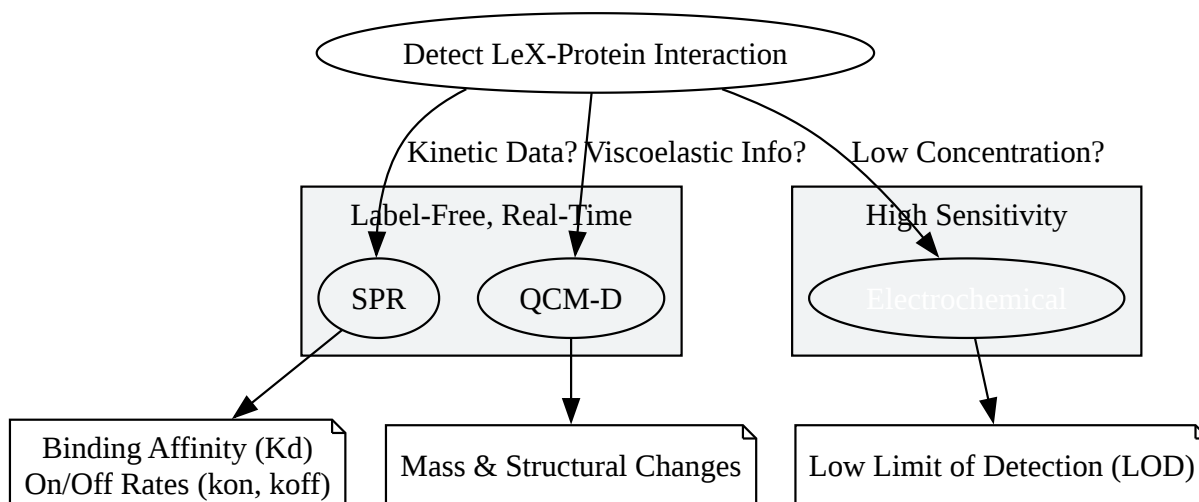 Detect LeX-Protein Interaction
Kinetic Data?
Viscoelastic Info?
Low Concentration?
Label-Free, Real-Time
High Sensitivity
SPR
QCM-D
Electrochemical
Binding Affinity (Kd)
On/Off Rates (kon, koff)
Mass & Structural Changes
Low Limit of Detection (LOD)